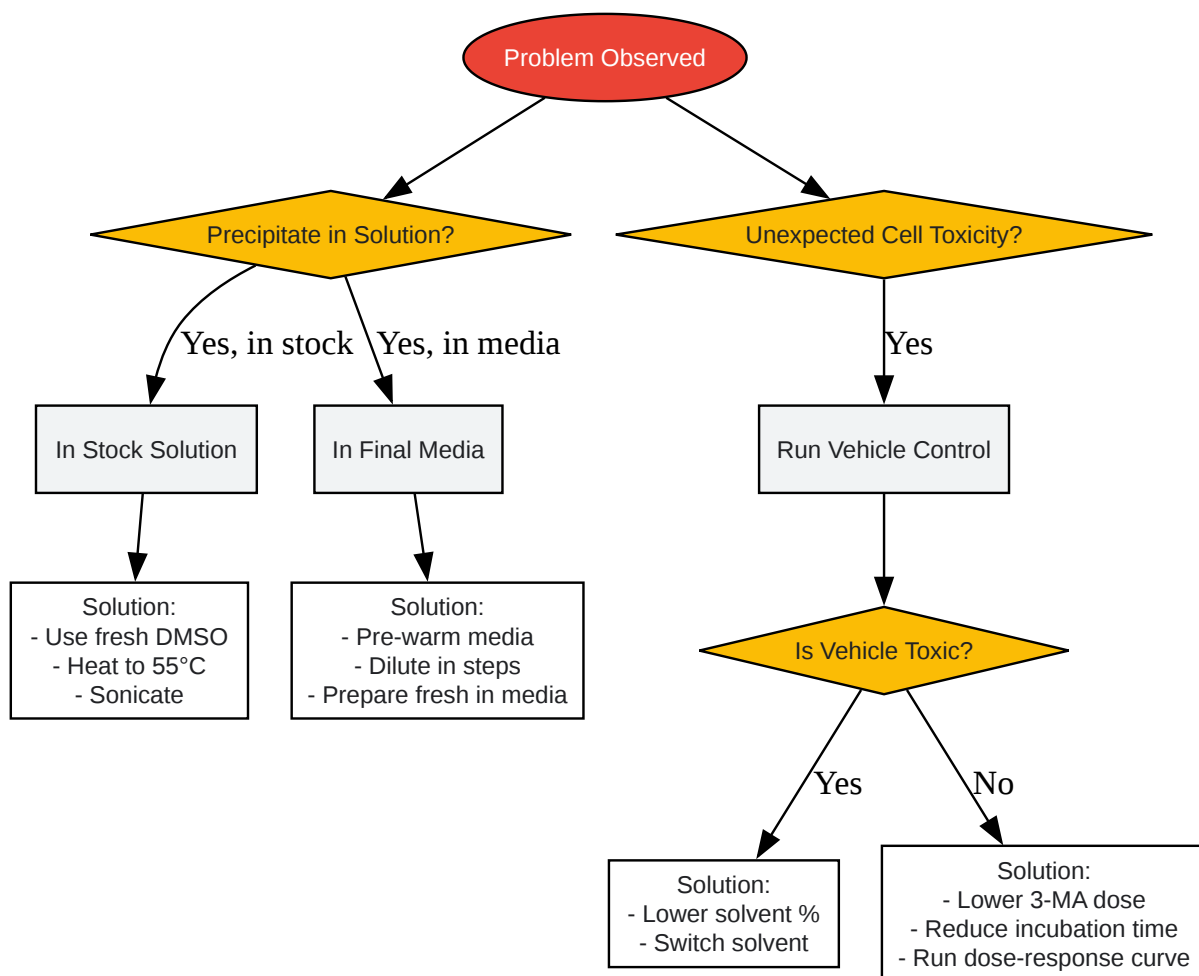 Problem Observed
Precipitate in Solution?
Unexpected Cell Toxicity?
Yes, in stock
Yes, in media
Yes
In Stock Solution
In Final Media
Run Vehicle Control
Solution:
- Use fresh DMSO
- Heat to 55°C
- Sonicate
Solution:
- Pre-warm media
- Dilute in steps
- Prepare fresh in media
Is Vehicle Toxic?
Yes
No
Solution:
- Lower solvent %
- Switch solvent
Solution:
- Lower 3-MA dose
- Reduce incubation time
- Run dose-response curve